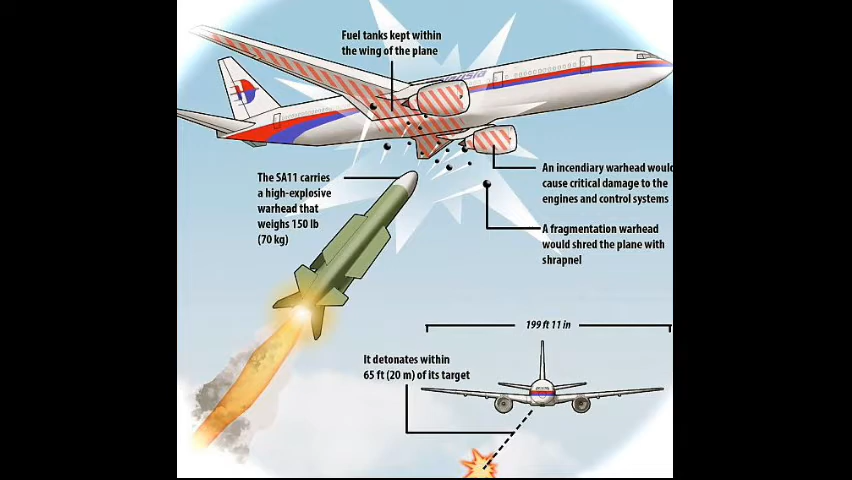 Fuel tanks kept within
the wing of the plane
malaysia
The SA11 carries
a high-explosive
warhead that
weighs 150 lb
(70 kg)
An incendiary warhead would
cause critical damage to the
engines and control systems
A fragmentation warhead
would shred the plane with
shrapnel
199 ft 11 in
It detonates within
65 ft (20 m) of its target